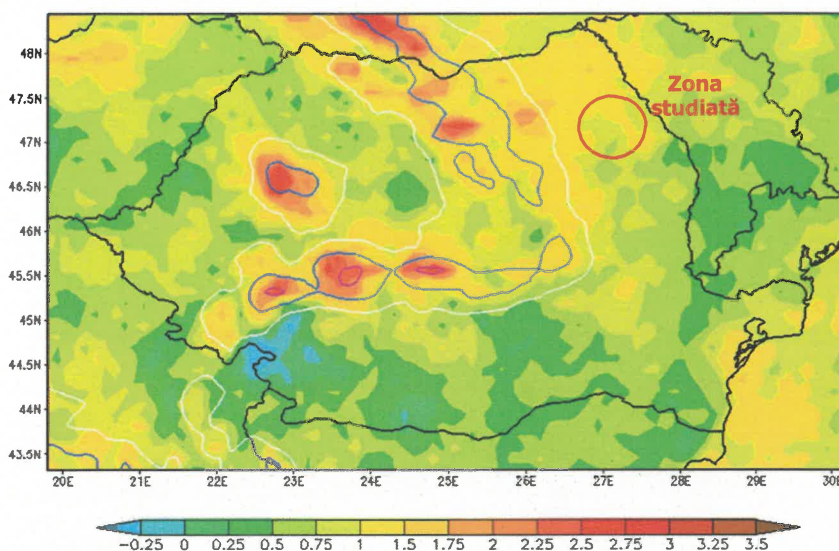 48N
47.5N
Zona
studiată
47N
46.5N
46N
45.5N
45N
44.5N
44N
43.5N
20E 21E 22E 23E 24E 25E 26E 27E 28E 29E 30E
-0.25 0 0.25 0.5 0.75 1 1.5 1.75 2 2.25 2.5 2.75 3 3.25 3.5